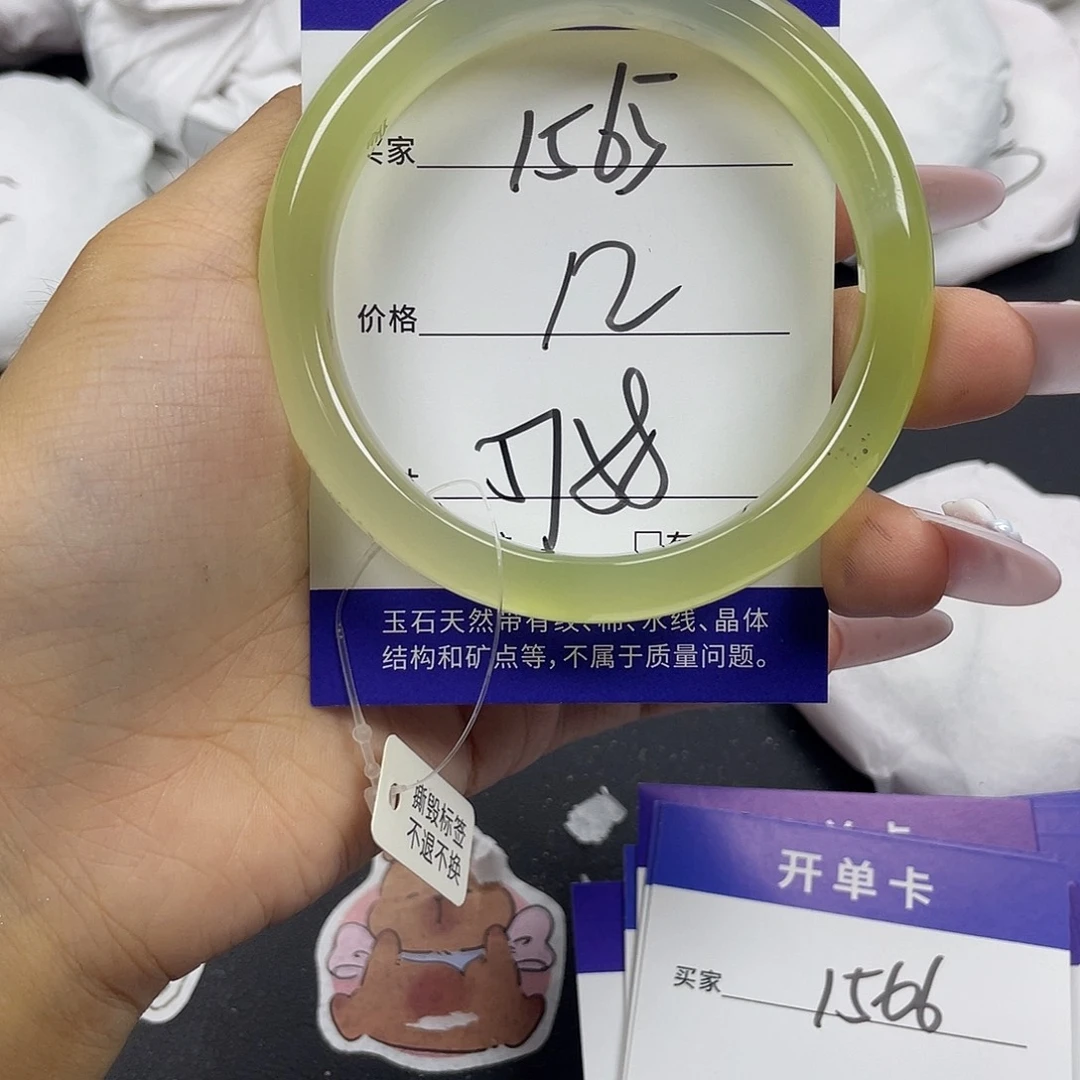 买家 1565
价格 12
玉石天然带有纹、棉、水线、晶体
结构和矿点等，不属于质量问题。
撕毁标签
不退不换
开单卡
买家 1566